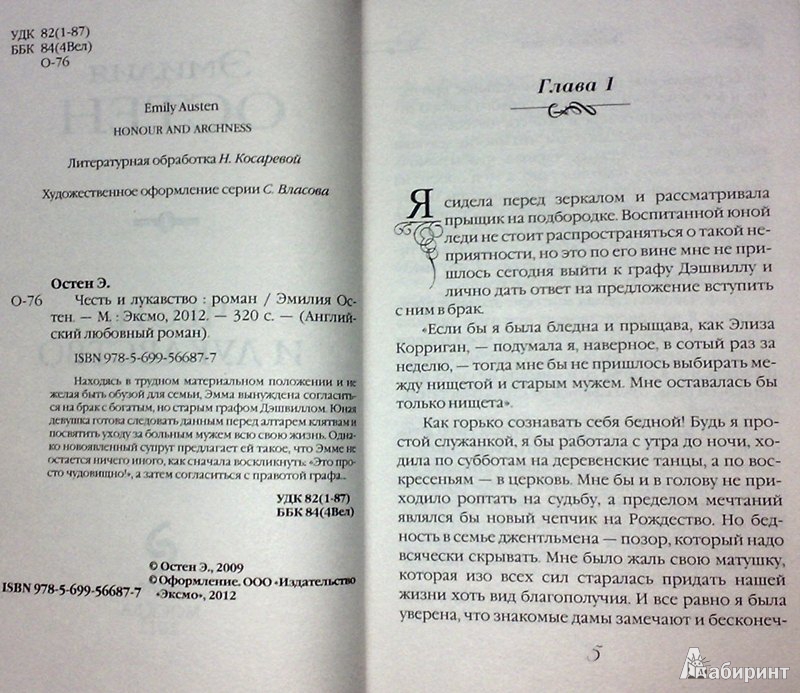 УДК 82(1-87)
ББК 84(4Вел)
О-76
Emily Austen
HONOUR AND ARCHNESS
Литературная обработка Н. Косаревой
Художественное оформление серии С. Власова
Остен Э.
О-76 Честь и лукавство : роман / Эмилия Ос-
тен. — М. : Эксмо, 2012. — 320 с. — (Англий-
ский любовный роман).
ISBN 978-5-699-56687-7
Находясь в трудном материальном положении и не
желая быть обузой для семьи, Эмма вынуждена согласить-
ся на брак с богатым, но старым графом Дэшвиллом. Юная
девушка готова следовать данным перед алтарем клятвам и
посвятить уходу за больным мужем всю свою жизнь. Одна-
ко новоявленный супруг предлагает ей такое, что Эмме не
остается ничего иного, как сначала воскликнуть: «Это про-
сто чудовищно!», а затем согласиться с правотой графа...
УДК 82(1-87)
ББК 84(4Вел)
© Остен Э., 2009
© Оформление. ООО «Издательство
ISBN 978-5-699-56687-7 «Эксмо», 2012
Глава 1
Я сидела перед зеркалом и рассматривала
прыщик на подбородке. Воспитанной юной
леди не стоит распространяться о такой не-
приятности, но это по его вине мне не при-
шлось сегодня выйти к графу Дэшвиллу и
лично дать ответ на предложение вступить
с ним в брак.
«Если бы я была бледна и прыщава, как Элиза
Корриган, — подумала я, наверное, в сотый раз за
неделю, — тогда мне бы не пришлось выбирать ме-
жду нищетой и старым мужем. Мне оставалась бы
только нищета».
Как горько сознавать себя бедной! Будь я про-
стой служанкой, я бы работала с утра до ночи, хо-
дила по субботам на деревенские танцы, а по вос-
кресеньям — в церковь. Мне бы и в голову не при-
ходило роптать на судьбу, а пределом мечтаний
являлся бы новый чепчик на Рождество. Но бед-
ность в семье джентльмена — позор, который надо
всячески скрывать. Мне было жаль свою матушку,
которая изо всех сил старалась придать нашей
жизни хоть вид благополучия. И все равно я была
уверена, что знакомые дамы замечают и бесконеч-
5
Лабиринт